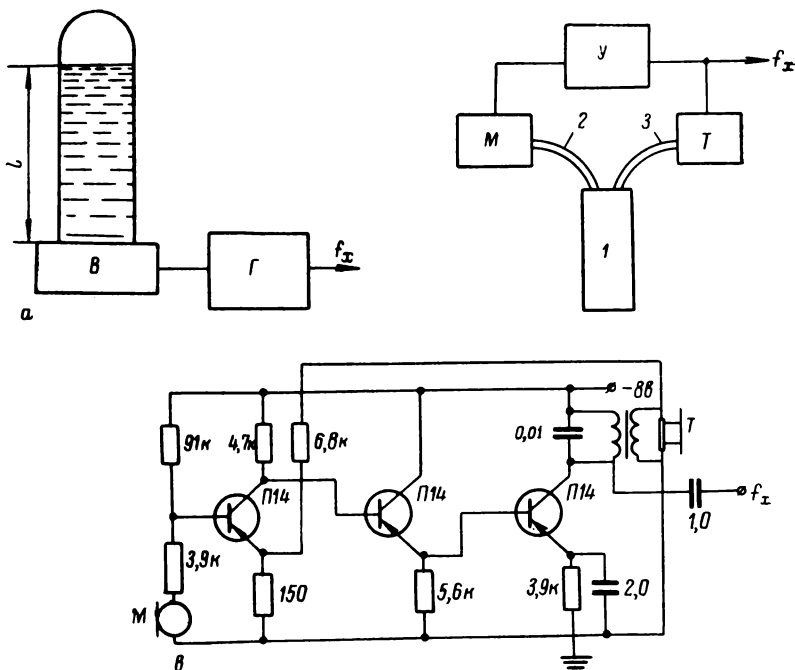 l
В
Г
f_x
а
У
М
Т
f_x
2
3
1
91к
4,7к
6,8к
П14
П14
П14
0,01
-8в
Т
1,0
f_x
3,9к
М
150
5,6к
3,9к
2,0
в